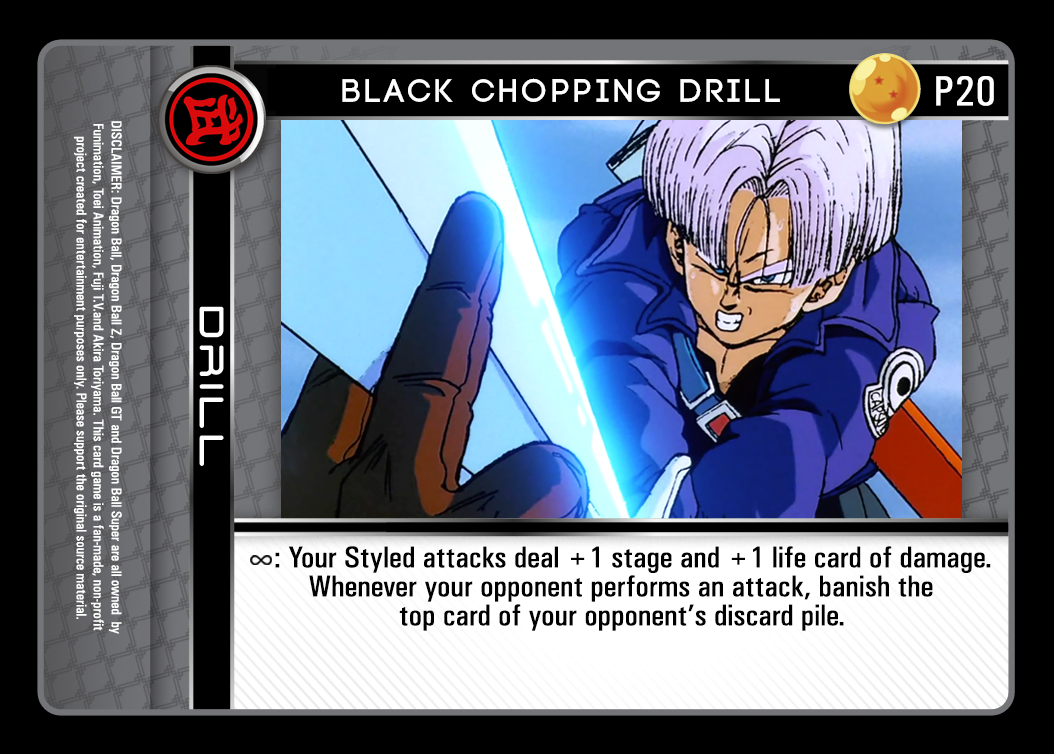 BLACK CHOPPING DRILL
P20
DRILL
CAPS
∞: Your Styled attacks deal +1 stage and +1 life card of damage.
Whenever your opponent performs an attack, banish the
top card of your opponent's discard pile.
DISCLAIMER: Dragon Ball, Dragon Ball Z, Dragon Ball GT and Dragon Ball Super are all owned by
Funimation, Toei Animation, Fuji T.V.and Akira Toriyama. This card game is a fan-made, non-profit
project created for entertainment purposes only. Please support the original source material.